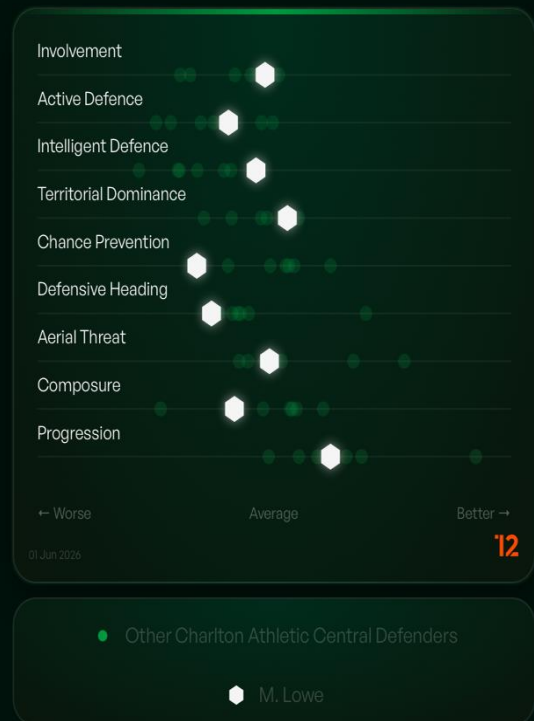 Involvement
Active Defence
Intelligent Defence
Territorial Dominance
Chance Prevention
Defensive Heading
Aerial Threat
Composure
Progression
← Worse Average Better →
'12
01 Jun 2026
Other Charlton Athletic Central Defenders
M. Lowe